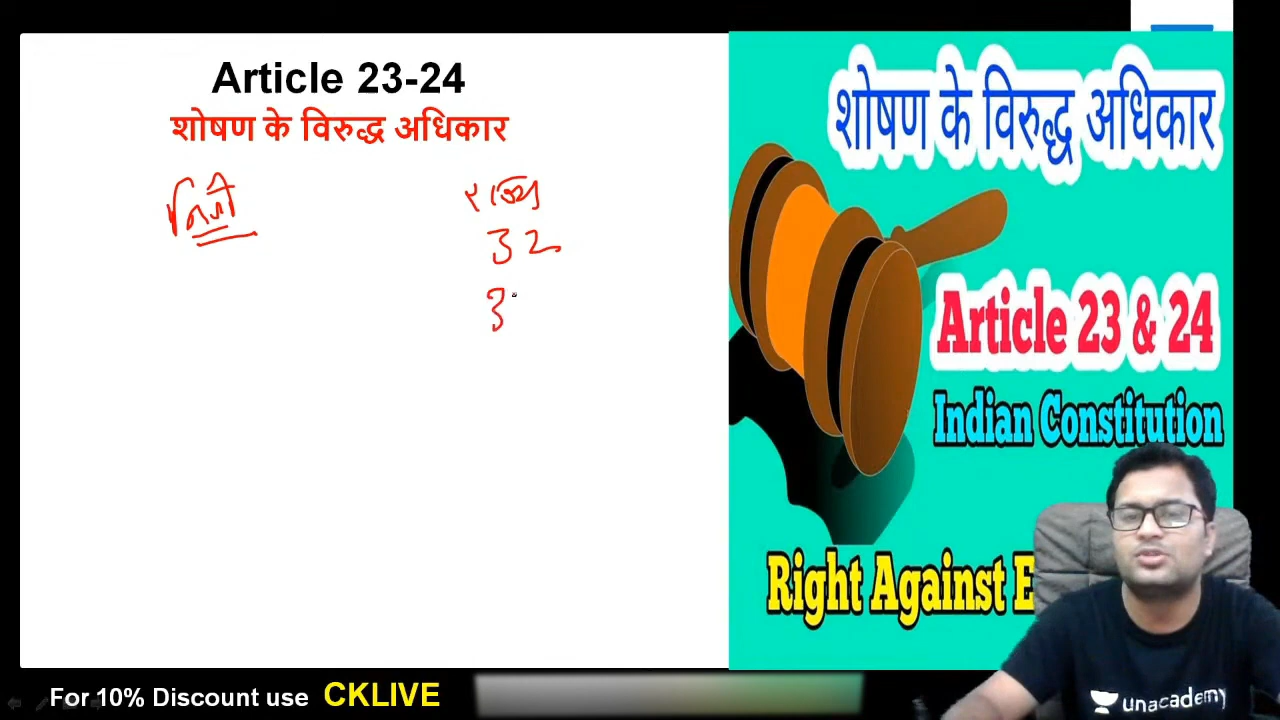 Article 23-24
शोषण के विरुद्ध अधिकार
निजी
राज्य
32
3
शोषण के विरुद्ध अधिकार
Article 23 & 24
Indian Constitution
Right Against E
unacademy
For 10% Discount use CKLIVE